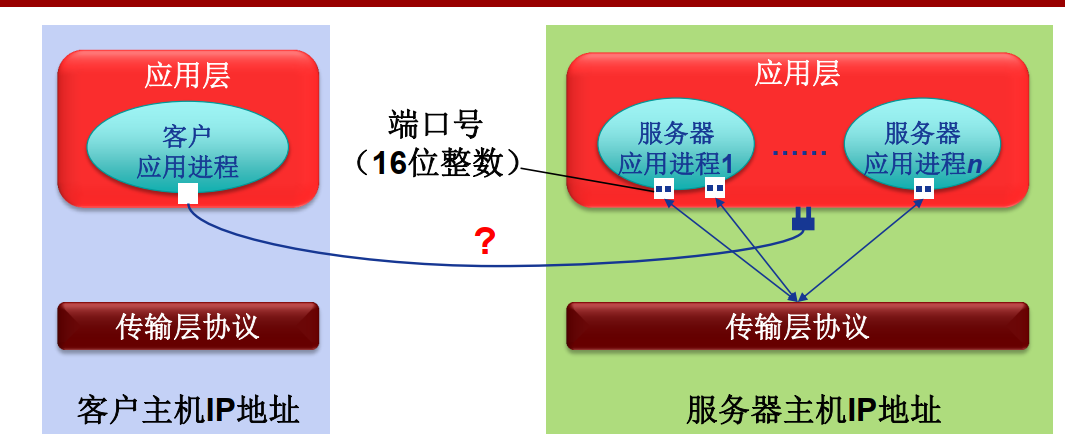 应用层
客户
应用进程
传输层协议
客户主机IP地址
端口号
（16位整数）
?
应用层
服务器
应用进程1
……
服务器
应用进程n
传输层协议
服务器主机IP地址